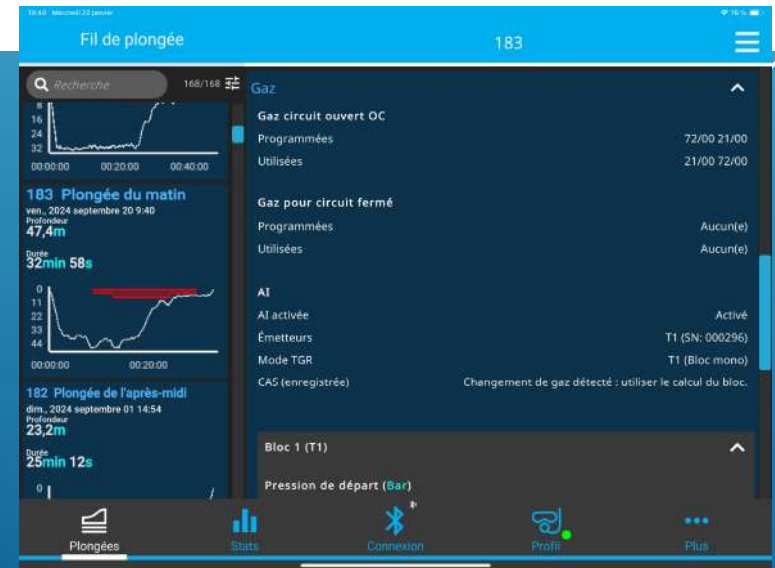 19:40 Mercredi 22 janvier
76 %
Fil de plongée
183
Recherche
168/168
8
16
24
32
00:00:00 00:20:00 00:40:00
183 Plongée du matin
ven., 2024 septembre 20 9:40
Profondeur
47,4m
Durée
32min 58s
0
11
22
33
44
00:00:00 00:20:00
182 Plongée de l'après-midi
dim., 2024 septembre 01 14:54
Profondeur
23,2m
Durée
25min 12s
0
Gaz
Gaz circuit ouvert OC
Programmées 72/00 21/00
Utilisées 21/00 72/00
Gaz pour circuit fermé
Programmées Aucun(e)
Utilisées Aucun(e)
AI
AI activée Activé
Émetteurs T1 (SN: 000296)
Mode TGR T1 (Bloc mono)
CAS (enregistrée) Changement de gaz détecté : utiliser le calcul du bloc.
Bloc 1 (T1)
Pression de départ (Bar)
Plongées Stats Connexion Profil Plus